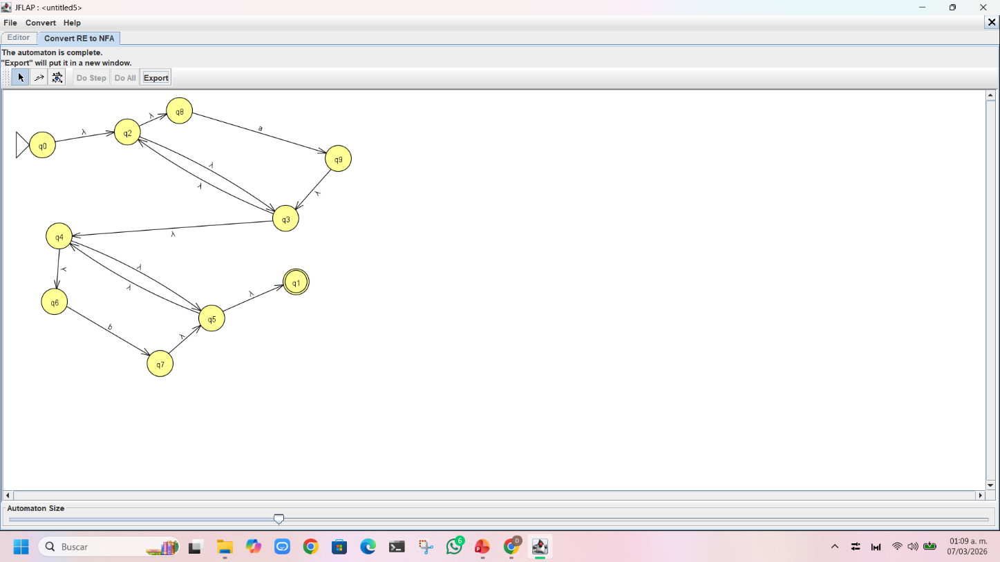 JFLAP : <untitled5>
File Convert Help
Editor Convert RE to NFA
The automaton is complete.
"Export" will put it in a new window.
Do Step Do All Export
q8
λ
q2
a
λ
q0
q9
λ
λ
λ
q3
λ
q4
λ
λ
q1
λ
λ
q6
q5
b
λ
q7
Automaton Size
Buscar
6
D
01:09 a. m.
07/03/2026